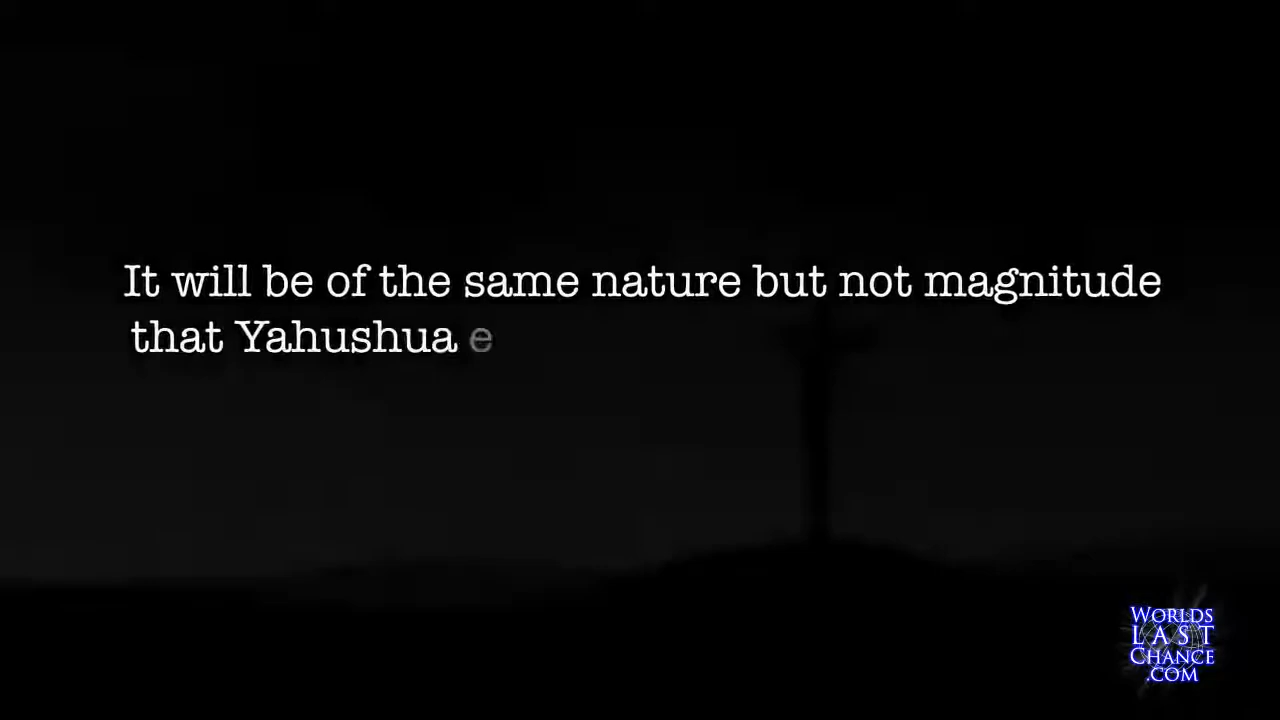 It will be of the same nature but not magnitude
that Yahushua e
WORLDS
LAST
CHANCE
.COM